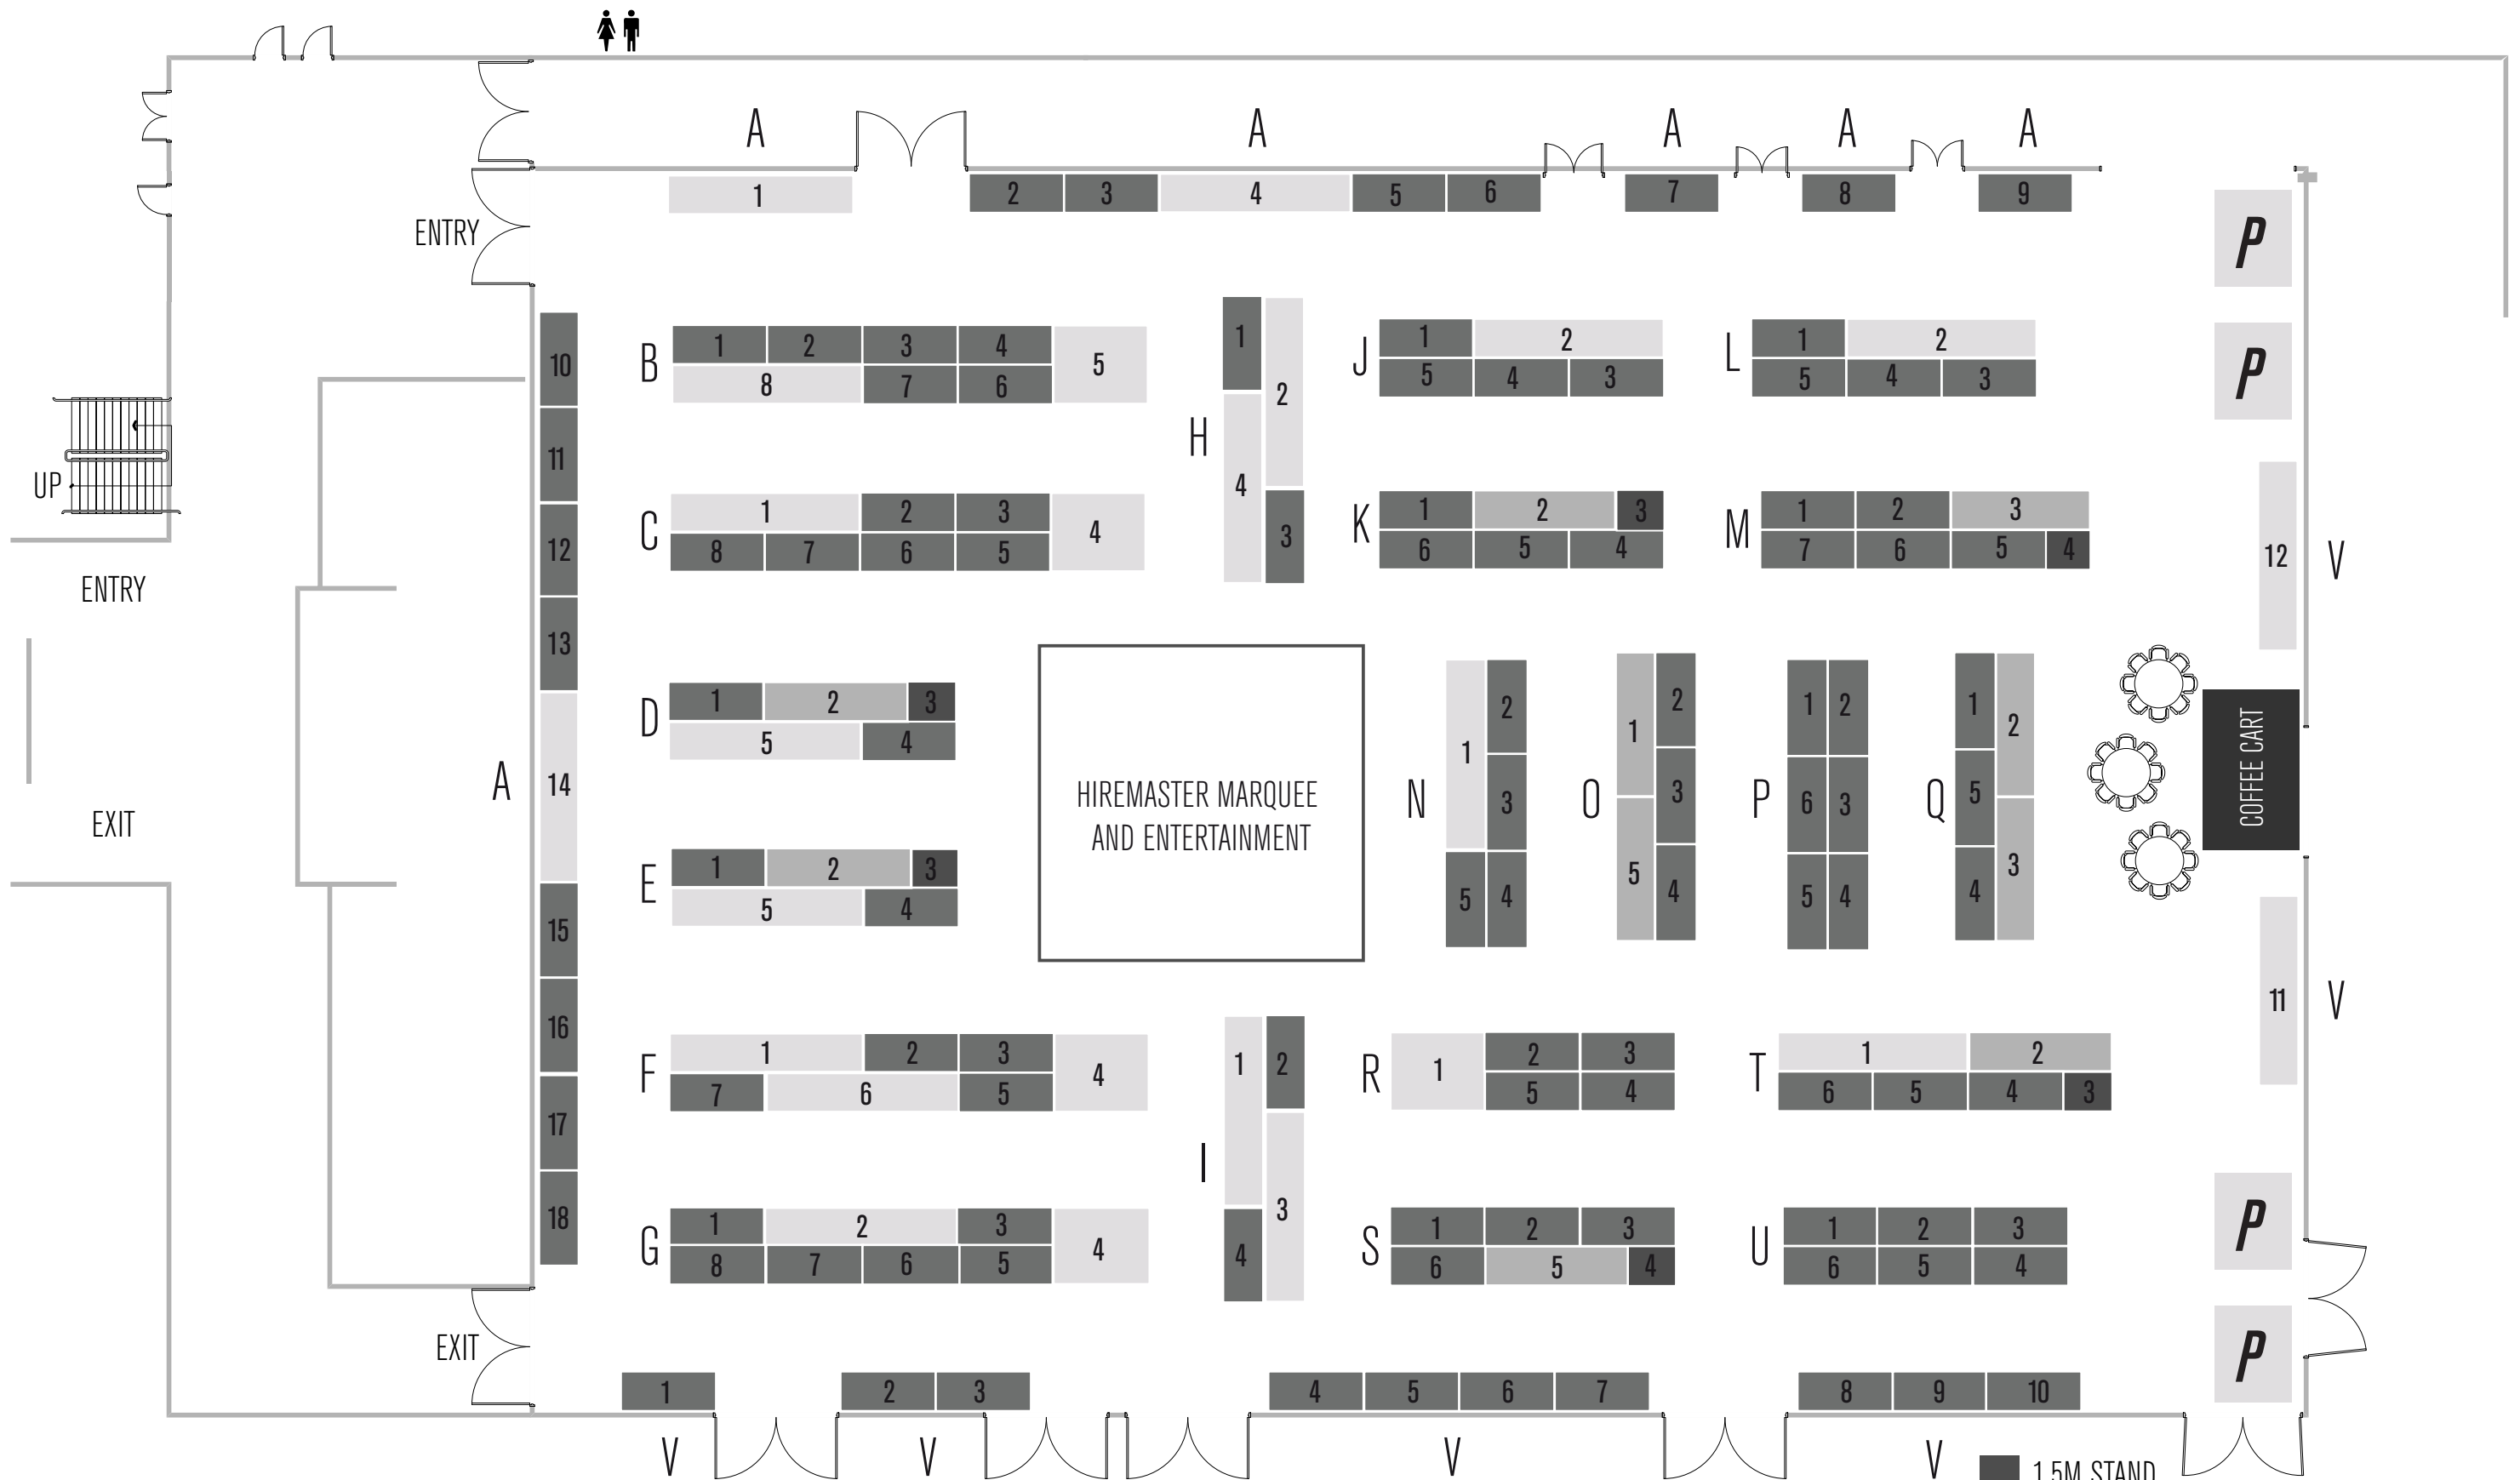 A A A A A
1 2 3 4 5 6 7 8 9
P
ENTRY
P
10
11
12
13
A 14
15
16
17
18
B 1 2 3 4 5
8 7 6
H 1 2
4 3
J 1 2
5 4 3
L 1 2
5 4 3
UP
C 1 2 3 4
8 7 6 5
K 1 2 3
6 5 4
M 1 2 3
7 6 5 4
12 V
ENTRY
D 1 2 3
5 4
HIREMASTER MARQUEE
AND ENTERTAINMENT
N 1 2
3
5 4
O 1 2
3
5 4
P 1 2
6 3
5 4
Q 1 2
5 3
4
COFFEE CART
EXIT
E 1 2 3
5 4
11 V
F 1 2 3 4
7 6 5
I 1 2
3
4
R 1 2 3
5 4
T 1 2
6 5 4 3
G 1 2 3 4
8 7 6 5
S 1 2 3
6 5 4
U 1 2 3
6 5 4
P
EXIT
P
1 2 3 4 5 6 7 8 9 10
V V V V
1.5M STAND